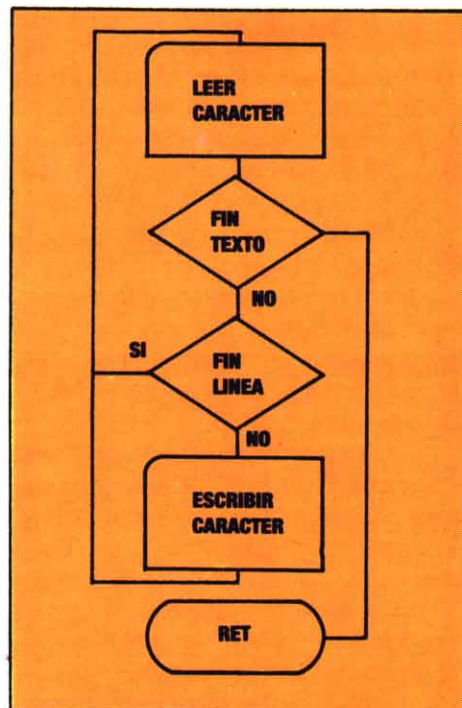 LEER
CARACTER
FIN
TEXTO
NO
SI
FIN
LINEA
NO
ESCRIBIR
CARACTER
RET